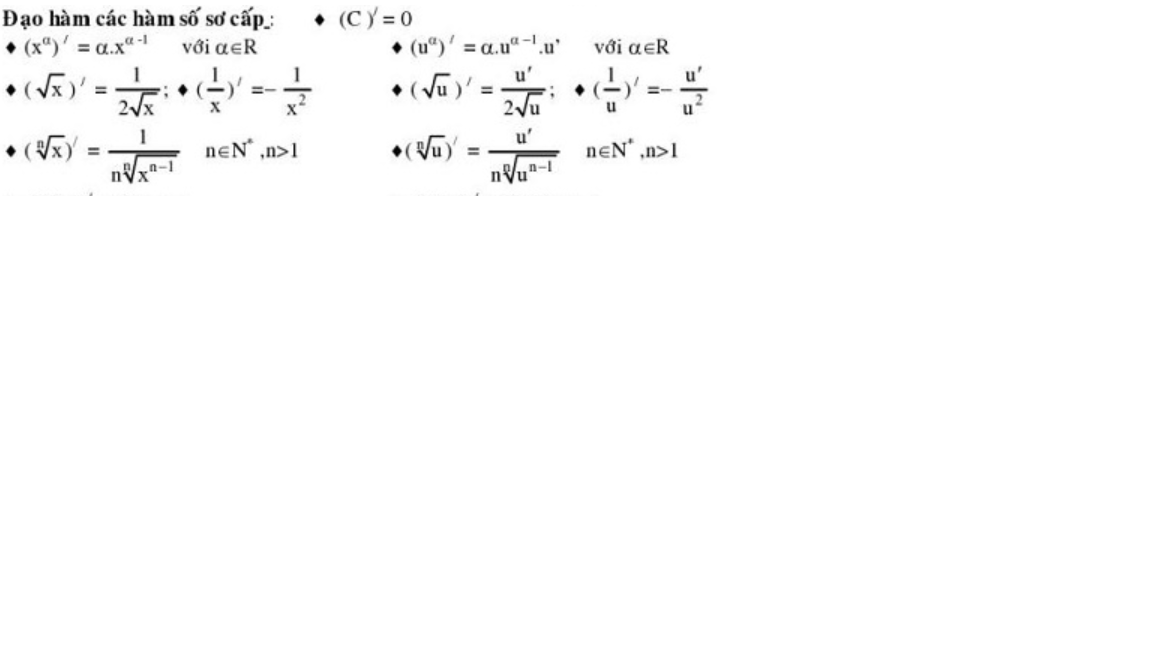 Đạo hàm các hàm số sơ cấp : ♦ (C)′ = 0
♦ (x^α)′ = α.x^(α -1) với α∈R ♦ (u^α)′ = α.u^(α -1).u’ với α∈R
♦ (√x)′ = 1/(2√x); ♦ (1/x)′ =− 1/x² ♦ (√u)′ = u′/(2√u); ♦ (1/u)′ =− u′/u²
♦ (ⁿ√x)′ = 1/(n ⁿ√(x^(n−1))) n∈N* ,n>1 ♦(ⁿ√u)′ = u′/(n ⁿ√(u^(n−1))) n∈N* ,n>1